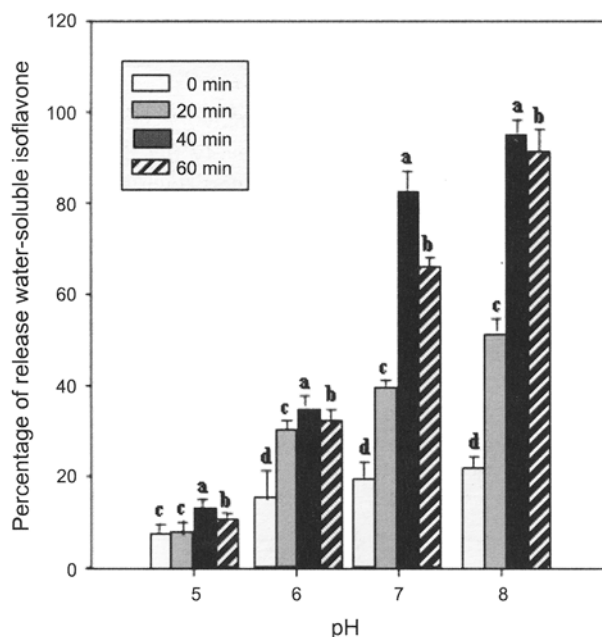 120
100
80
60
40
20
0
Percentage of release water-soluble isoflavone
0 min
20 min
40 min
60 min
c c a b
d c a b
d c a b
d c a b
5 6 7 8
pH